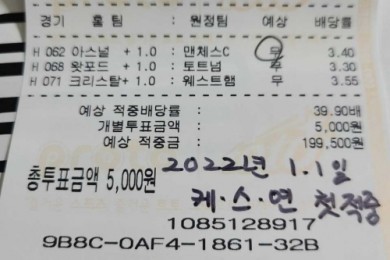 경기 홈 팀 : 원정팀 예상 배당률
H 062 아스널 + 1.0 : 맨체스C 무 3.40
H 068 왓포드 + 1.0 : 토트넘 무 3.30
H 071 크리스탈+ 1.0 : 웨스트햄 무 3.55
예상 적중배당률 : 39.90배
개별투표금액 : 5,000원
예상 적중금 : 199,500원
총투표금액 5,000원
2022년 1.1일
케.스.연 첫적중
1085128917
9B8C-0AF4-1861-32B